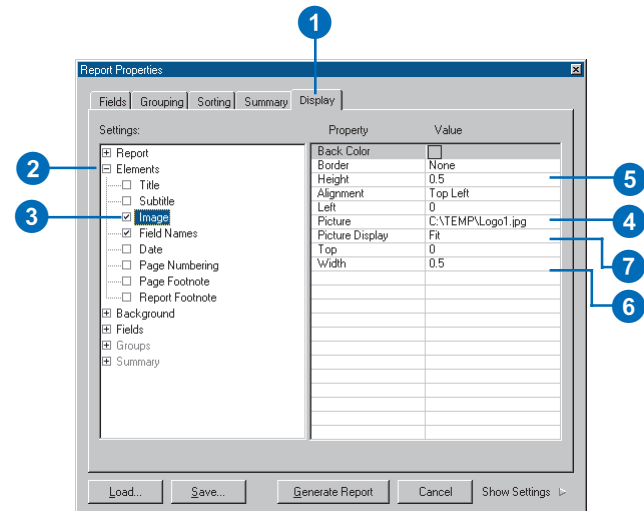 1
Report Properties
Fields Grouping Sorting Summary Display
Settings:
Property Value
2
3
Report
Elements
Title
Subtitle
Image
Field Names
Date
Page Numbering
Page Footnote
Report Footnote
Background
Fields
Groups
Summary
Back Color
Border None
Height 0.5
Alignment Top Left
Left 0
Picture C:\TEMP\Logo1.jpg
Picture Display Fit
Top 0
Width 0.5
5
4
7
6
Load... Save... Generate Report Cancel Show Settings